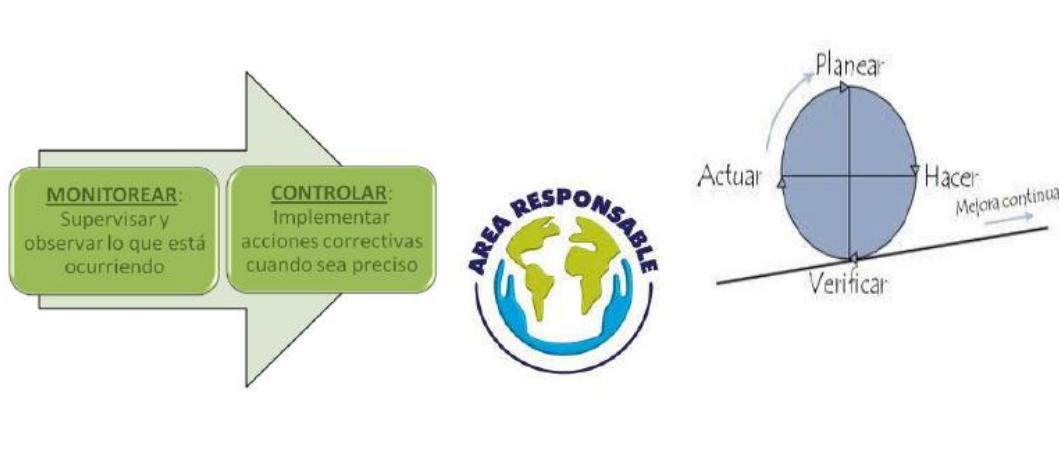 MONITOREAR:
Supervisar y
observar lo que está
ocurriendo
CONTROLAR:
Implementar
acciones correctivas
cuando sea preciso
AREA RESPONSABLE
Planear
Actuar
Hacer
Mejora continua
Verificar